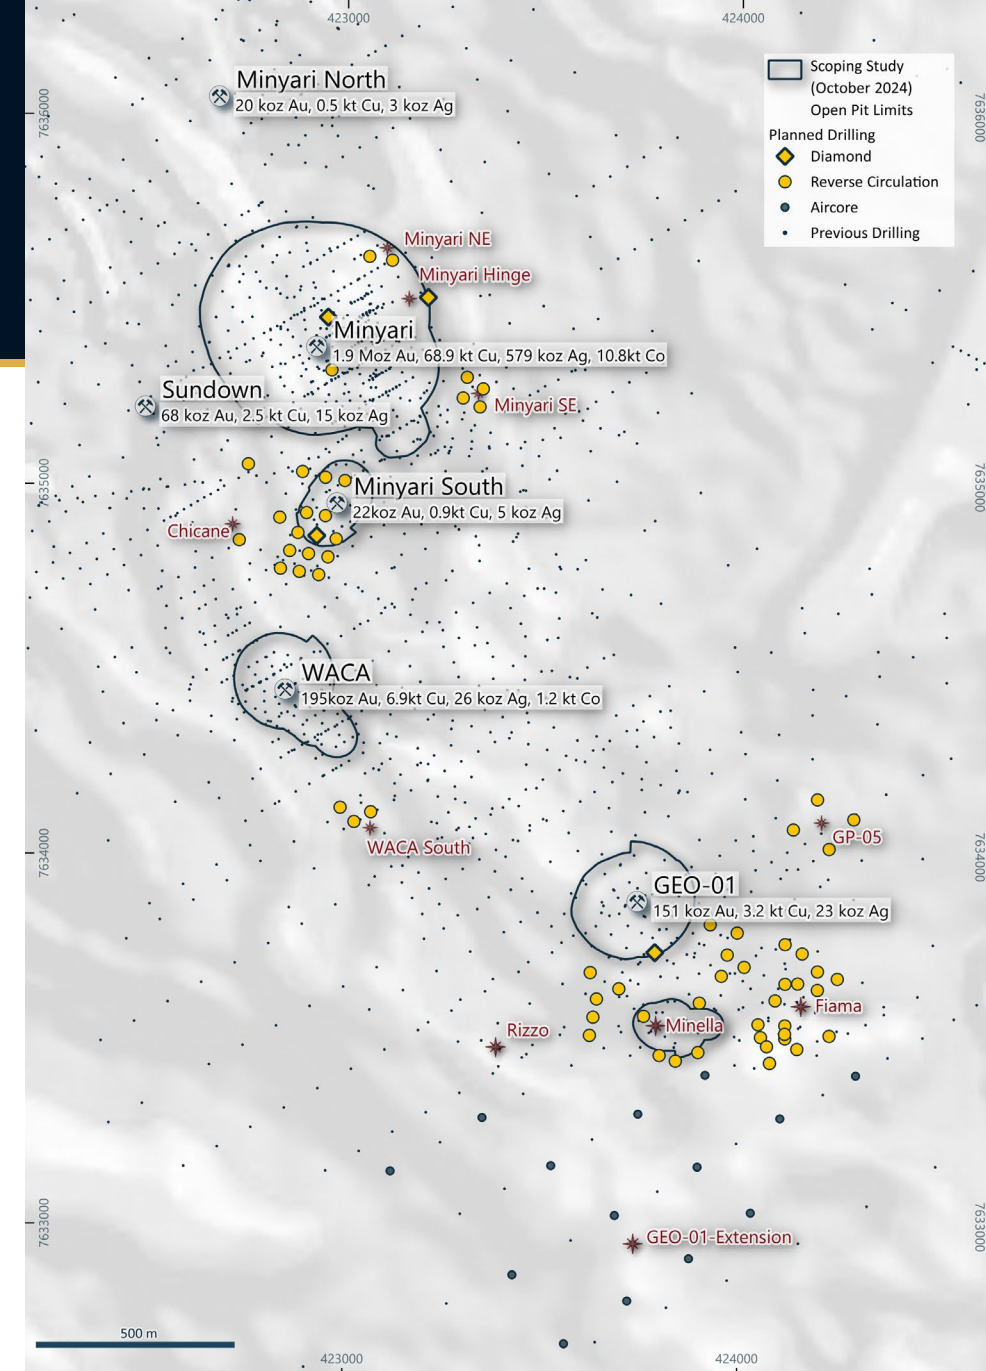 423000
424000
Minyari North
20 koz Au, 0.5 kt Cu, 3 koz Ag
7636000
7636000
Scoping Study
(October 2024)
Open Pit Limits
Planned Drilling
Diamond
Reverse Circulation
Aircore
Previous Drilling
Minyari NE
Minyari Hinge
Minyari
1.9 Moz Au, 68.9 kt Cu, 579 koz Ag, 10.8kt Co
Sundown
68 koz Au, 2.5 kt Cu, 15 koz Ag
Minyari SE
7635000
7635000
Minyari South
22koz Au, 0.9kt Cu, 5 koz Ag
Chicane
WACA
195koz Au, 6.9kt Cu, 26 koz Ag, 1.2 kt Co
WACA South
GP-05
7634000
7634000
GEO-01
151 koz Au, 3.2 kt Cu, 23 koz Ag
Fiama
Minella
Rizzo
7633000
7633000
GEO-01-Extension
500 m
423000
424000